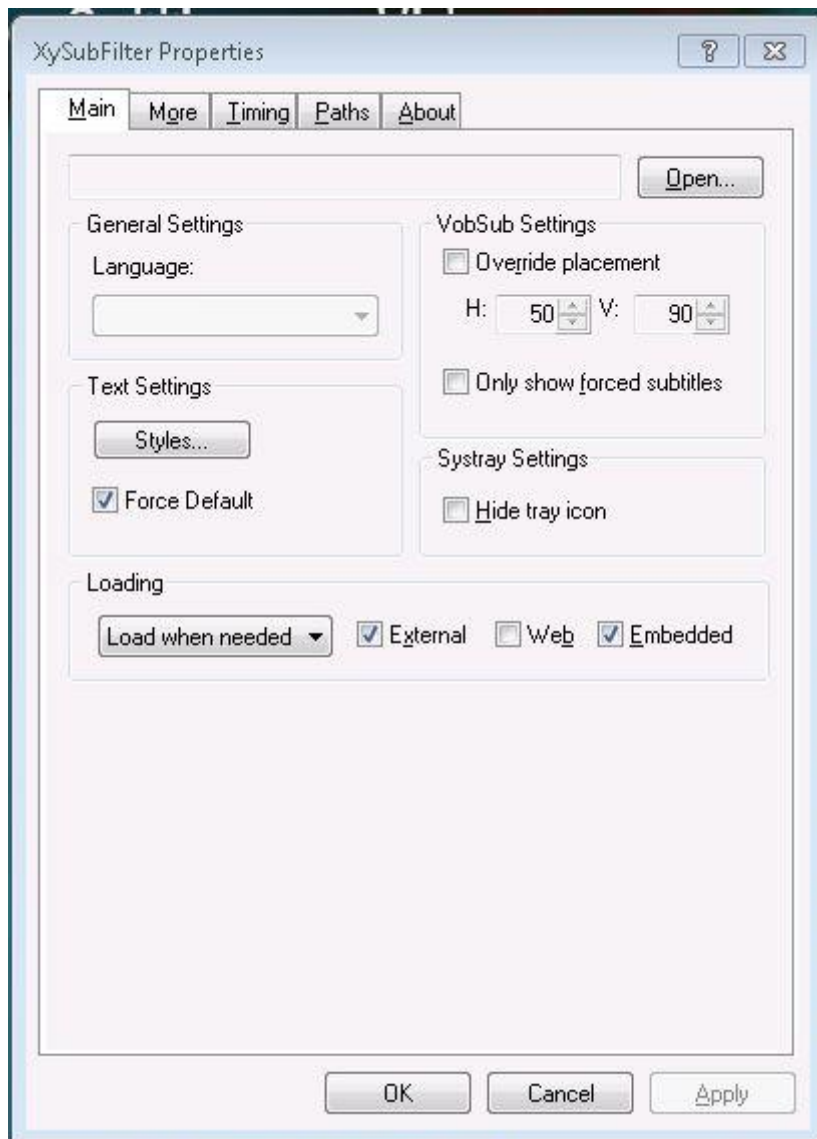 XySubFilter Properties
Main More Timing Paths About
Open...
General Settings
Language:
VobSub Settings
Override placement
H: 50 V: 90
Only show forced subtitles
Text Settings
Styles...
Force Default
Systray Settings
Hide tray icon
Loading
Load when needed External Web Embedded
OK Cancel Apply